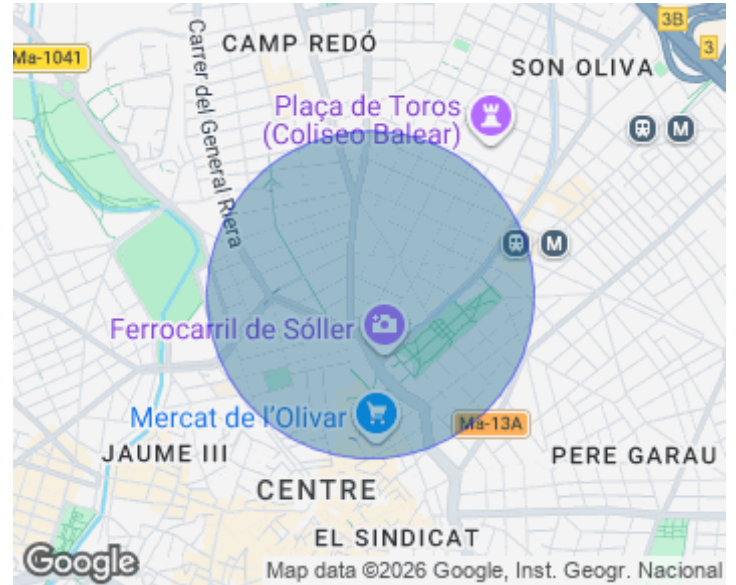 3B
3
Ma-1041
CAMP REDÓ
SON OLIVA
Carrer del General Riera
Plaça de Toros
(Coliseo Balear)
M
M
Ferrocarril de Sóller
Mercat de l'Olivar
Ma-13A
JAUME III
PERE GARAU
CENTRE
EL SINDICAT
Google
Map data ©2026 Google, Inst. Geogr. Nacional